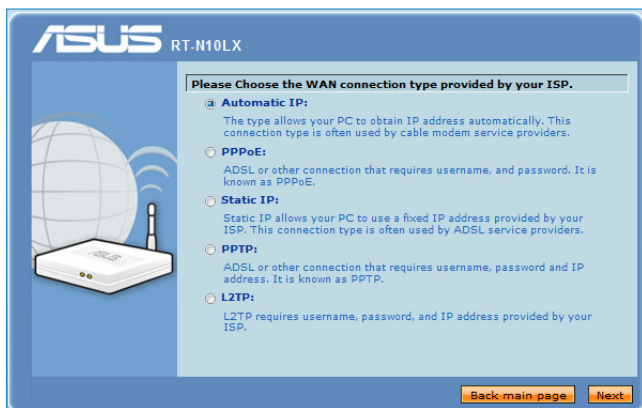 ASUS RT-N10LX
Please Choose the WAN connection type provided by your ISP.
Automatic IP:
The type allows your PC to obtain IP address automatically. This
connection type is often used by cable modem service providers.
PPPoE:
ADSL or other connection that requires username, and password. It is
known as PPPoE.
Static IP:
Static IP allows your PC to use a fixed IP address provided by your
ISP. This connection type is often used by ADSL service providers.
PPTP:
ADSL or other connection that requires username, password and IP
address. It is known as PPTP.
L2TP:
L2TP requires username, password, and IP address provided by your
ISP.
ASUS
Back main page Next